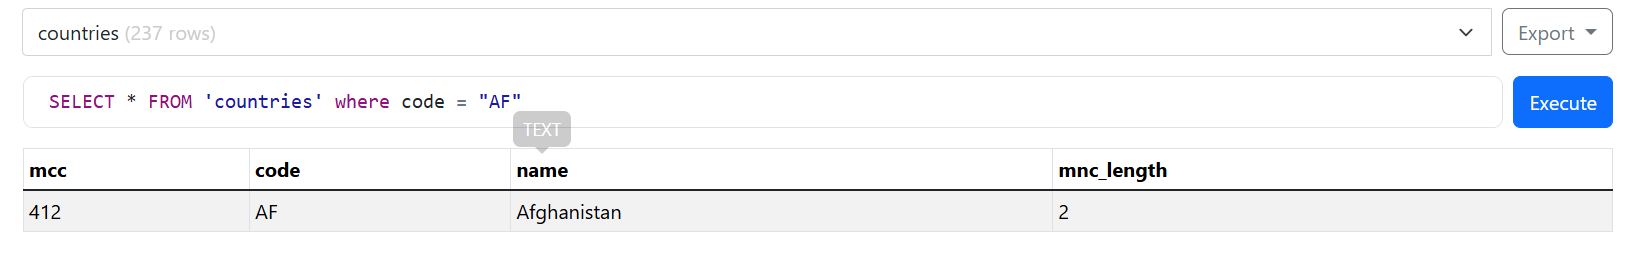 countries (237 rows) Export
SELECT * FROM 'countries' where code = "AF" Execute
TEXT
mcc code name mnc_length
412 AF Afghanistan 2